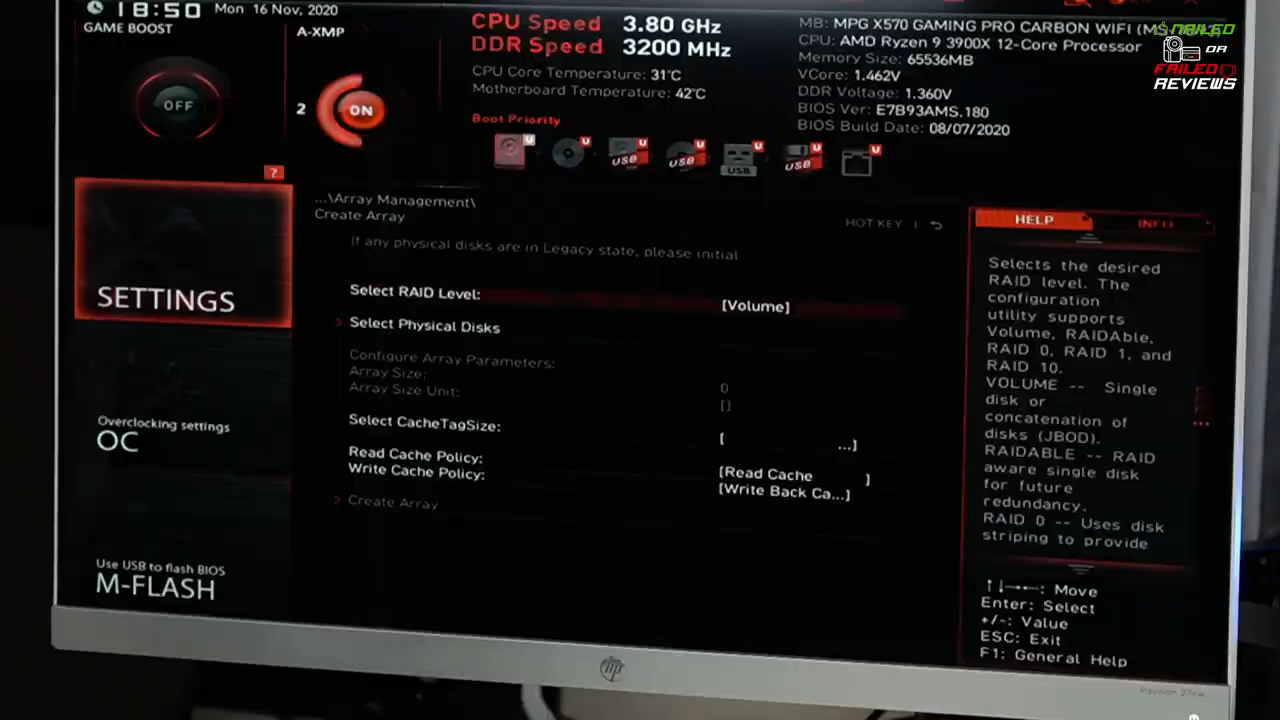 18:50 Mon 16 Nov, 2020
GAME BOOST
OFF
A-XMP
2 ON
CPU Speed 3.80 GHz
DDR Speed 3200 MHz
CPU Core Temperature: 31°C
Motherboard Temperature: 42°C
Boot Priority
U U U U U U U
USB USB USB USB
MB: MPG X570 GAMING PRO CARBON WIFI
CPU: AMD Ryzen 9 3900X 12-Core Processor
Memory Size: 65536MB
VCore: 1.462V
DDR Voltage: 1.360V
BIOS Ver: E7B93AMS.180
BIOS Build Date: 08/07/2020
NAILED
OR
FAILED
REVIEWS
?
SETTINGS
Overclocking settings
OC
Use USB to flash BIOS
M-FLASH
...\Array Management\
Create Array
HOT KEY
If any physical disks are in Legacy state, please initial
Select RAID Level: [Volume]
> Select Physical Disks
Configure Array Parameters:
Array Size: 0
Array Size Unit: []
Select CacheTagSize: [ ...]
Read Cache Policy: [Read Cache ]
Write Cache Policy: [Write Back Ca...]
> Create Array
HELP INFO
Selects the desired
RAID level. The
configuration
utility supports
Volume, RAIDAble,
RAID 0, RAID 1, and
RAID 10.
VOLUME -- Single
disk or
concatenation of
disks (JBOD).
RAIDABLE -- RAID
aware single disk
for future
redundancy.
RAID 0 -- Uses disk
striping to provide
↑↓→←: Move
Enter: Select
+/-: Value
ESC: Exit
F1: General Help
hp